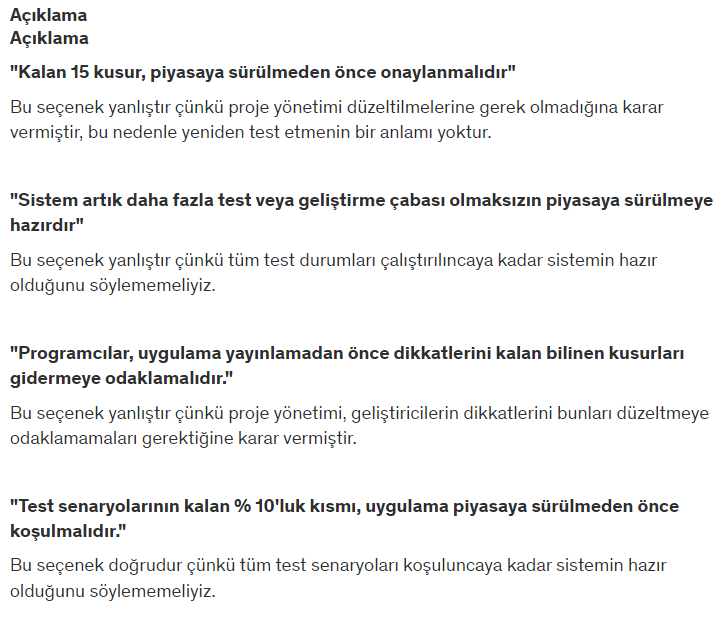 Açıklama
Açıklama
"Kalan 15 kusur, piyasaya sürülmeden önce onaylanmalıdır"
Bu seçenek yanlıştır çünkü proje yönetimi düzeltilmelerine gerek olmadığına karar
vermiştir, bu nedenle yeniden test etmenin bir anlamı yoktur.
"Sistem artık daha fazla test veya geliştirme çabası olmaksızın piyasaya sürülmeye
hazırdır"
Bu seçenek yanlıştır çünkü tüm test durumları çalıştırılıncaya kadar sistemin hazır
olduğunu söylememeliyiz.
"Programcılar, uygulama yayınlamadan önce dikkatlerini kalan bilinen kusurları
gidermeye odaklamalıdır."
Bu seçenek yanlıştır çünkü proje yönetimi, geliştiricilerin dikkatlerini bunları düzeltmeye
odaklamamaları gerektiğine karar vermiştir.
"Test senaryolarının kalan % 10'luk kısmı, uygulama piyasaya sürülmeden önce
koşulmalıdır."
Bu seçenek doğrudur çünkü tüm test senaryoları koşuluncaya kadar sistemin hazır
olduğunu söylememeliyiz.